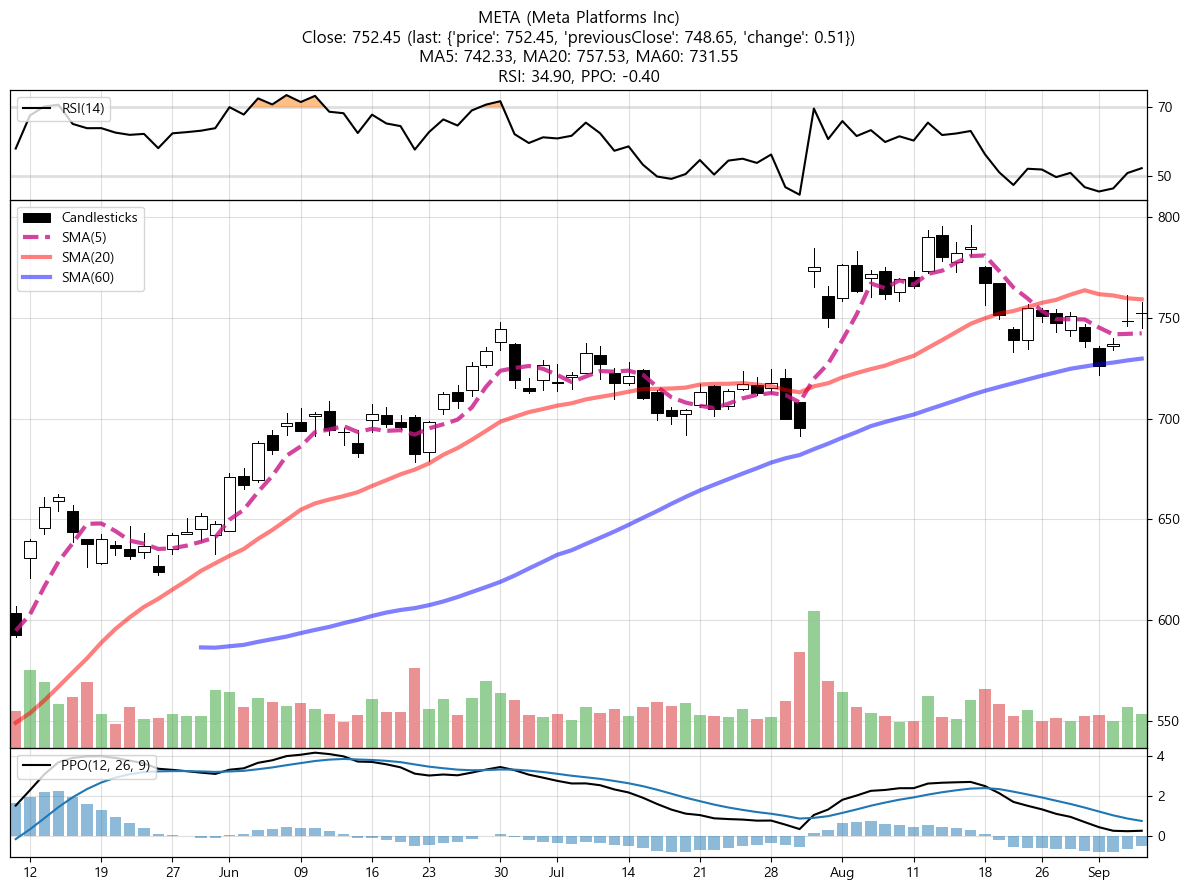 META (Meta Platforms Inc)
Close: 752.45 (last: {'price': 752.45, 'previousClose': 748.65, 'change': 0.51})
MA5: 742.33, MA20: 757.53, MA60: 731.55
RSI: 34.90, PPO: -0.40
RSI(14)
70
50
Candlesticks
SMA(5)
SMA(20)
SMA(60)
800
750
700
650
600
550
PPO(12, 26, 9)
4
2
0
12 19 27 Jun 09 16 23 30 Jul 14 21 28 Aug 11 18 26 Sep